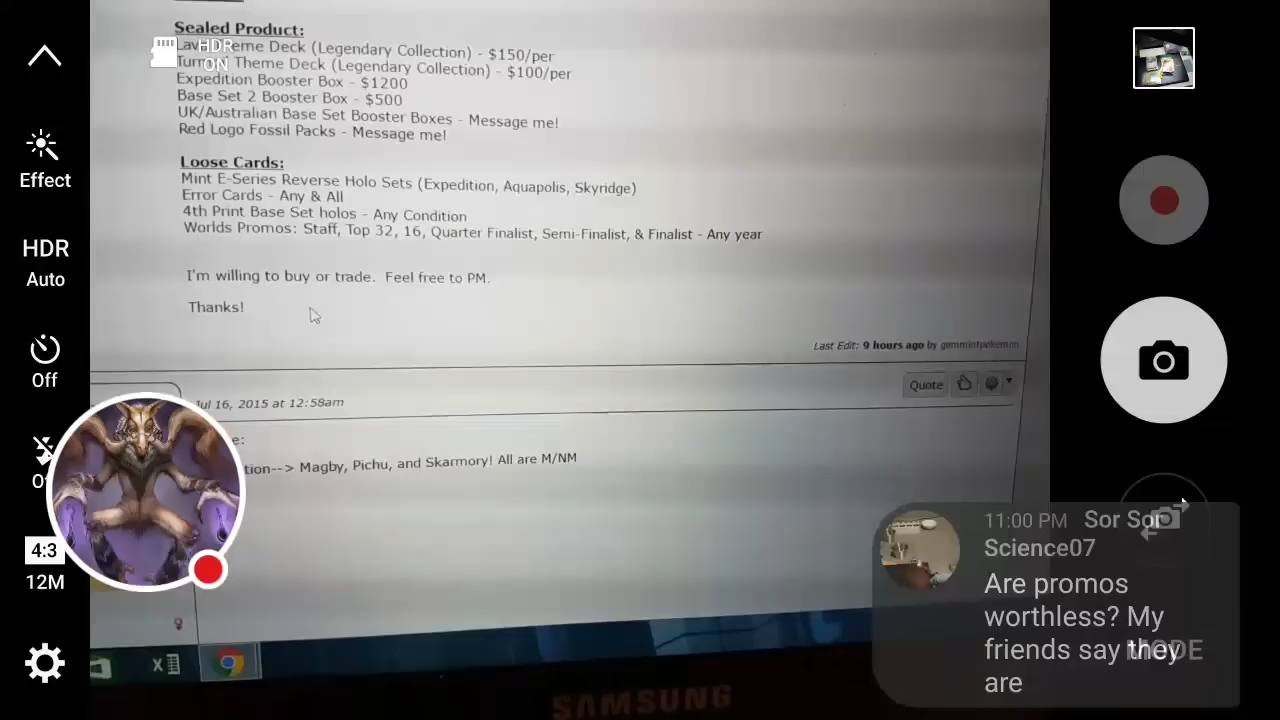 Sealed Product:
Theme Deck (Legendary Collection) - $150/per
Theme Deck (Legendary Collection) - $100/per
Expedition Booster Box - $1200
Base Set 2 Booster Box - $500
UK/Australian Base Set Booster Boxes - Message me!
Red Logo Fossil Packs - Message me!
Loose Cards:
Mint E-Series Reverse Holo Sets (Expedition, Aquapolis, Skyridge)
Error Cards - Any & All
4th Print Base Set holos - Any Condition
Worlds Promos: Staff, Top 32, 16, Quarter Finalist, Semi-Finalist, & Finalist - Any year
I'm willing to buy or trade. Feel free to PM.
Thanks!
Last Edit: 9 hours ago by gemmintpokemon
Quote
Jul 16, 2015 at 12:58am
e:
tion--> Magby, Pichu, and Skarmory! All are M/NM
SAMSUNG
HDR
ON
Effect
HDR
Auto
Off
4:3
12M
11:00 PM Sor Sor
Science07
Are promos
worthless? My
friends say they
are
MODE